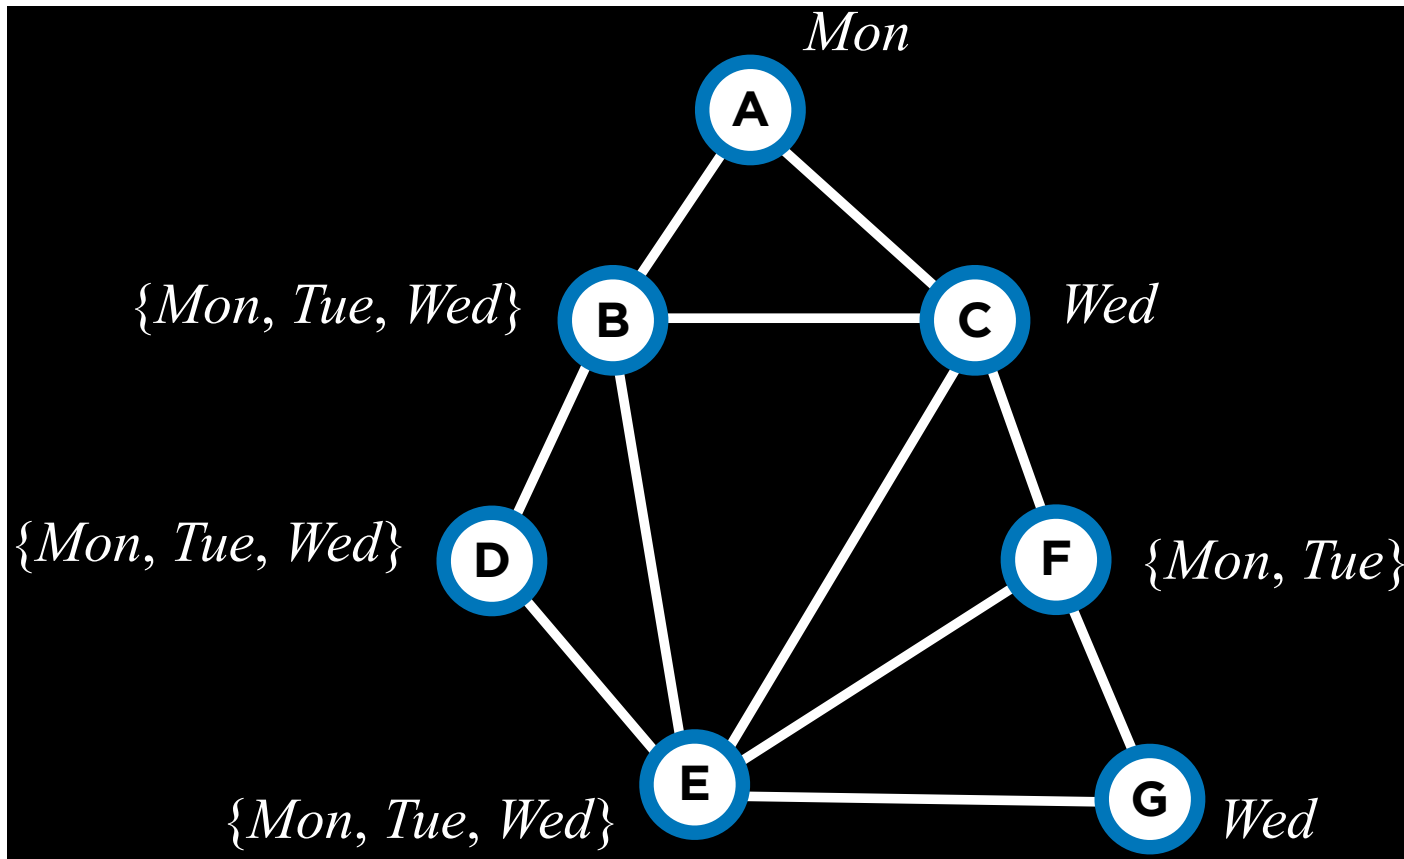 Mon
A
{Mon, Tue, Wed}
B
C
Wed
{Mon, Tue, Wed}
D
F
{Mon, Tue}
E
G
{Mon, Tue, Wed}
Wed